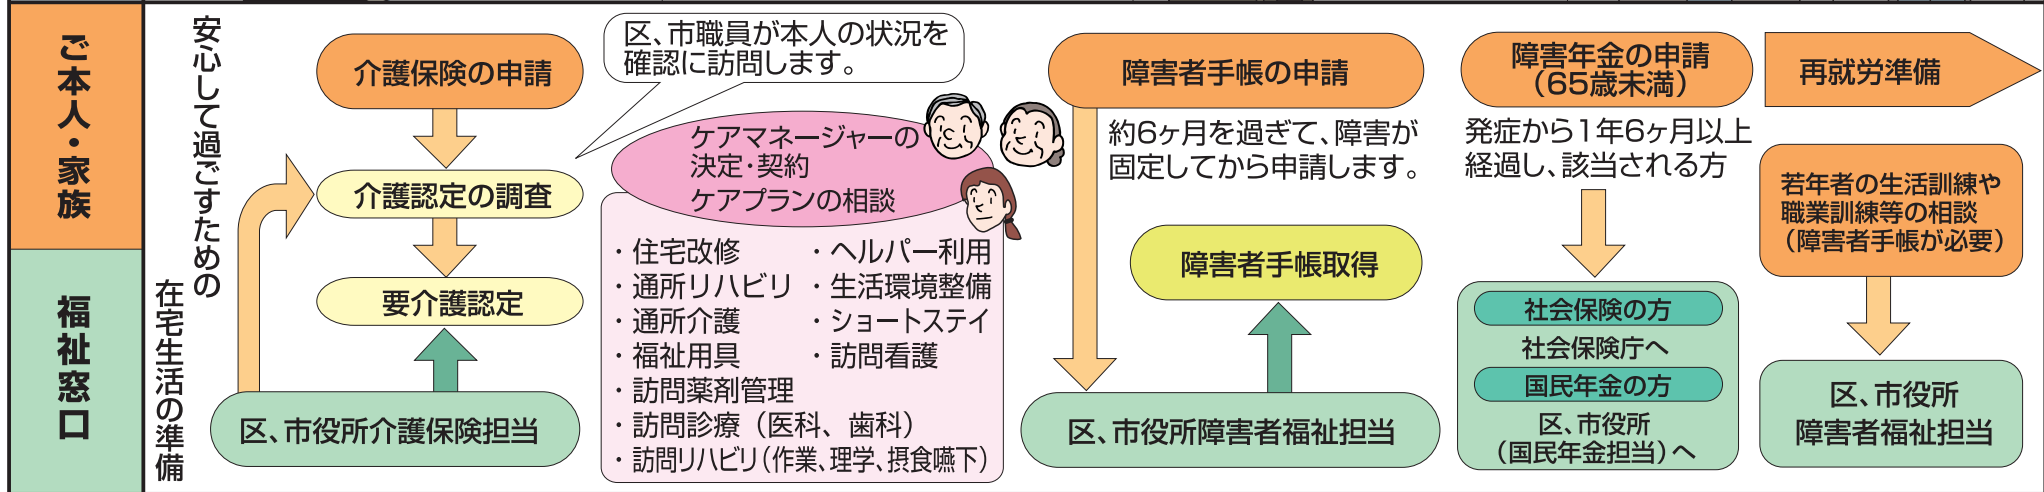 ご本人・家族
福祉窓口
安心して過ごすための
在宅生活の準備
介護保険の申請
介護認定の調査
要介護認定
区、市役所介護保険担当
区、市職員が本人の状況を
確認に訪問します。
ケアマネージャーの
決定・契約
ケアプランの相談
・住宅改修
・通所リハビリ
・通所介護
・福祉用具
・訪問薬剤管理
・訪問診療（医科、歯科）
・訪問リハビリ（作業、理学、摂食嚥下）
・ヘルパー利用
・生活環境整備
・ショートステイ
・訪問看護
障害者手帳の申請
約6ヶ月を過ぎて、障害が
固定してから申請します。
障害者手帳取得
区、市役所障害者福祉担当
障害年金の申請
（65歳未満）
発症から1年6ヶ月以上
経過し、該当される方
社会保険の方
社会保険庁へ
国民年金の方
区、市役所
（国民年金担当）へ
再就労準備
若年者の生活訓練や
職業訓練等の相談
（障害者手帳が必要）
区、市役所
障害者福祉担当